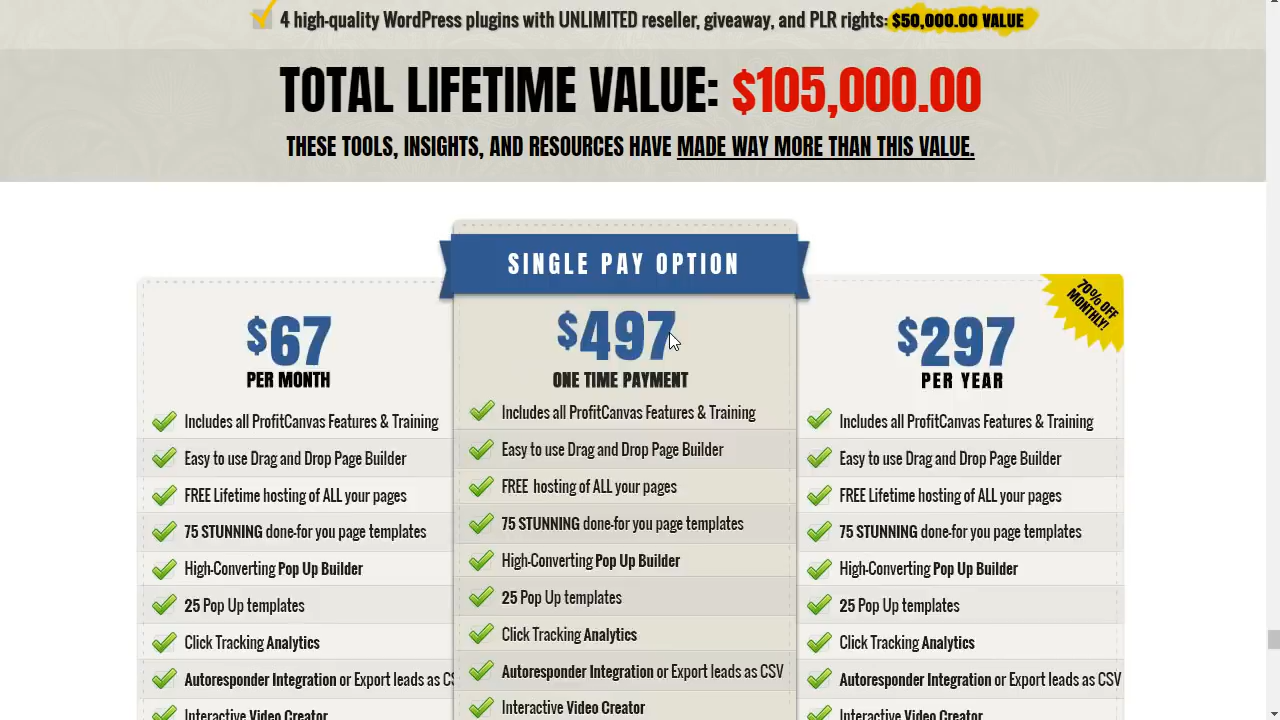 4 high-quality WordPress plugins with UNLIMITED reseller, giveaway, and PLR rights: $50,000.00 VALUE
TOTAL LIFETIME VALUE: $105,000.00
THESE TOOLS, INSIGHTS, AND RESOURCES HAVE MADE WAY MORE THAN THIS VALUE.
$67
PER MONTH
Includes all ProfitCanvas Features & Training
Easy to use Drag and Drop Page Builder
FREE Lifetime hosting of ALL your pages
75 STUNNING done-for you page templates
High-Converting Pop Up Builder
25 Pop Up templates
Click Tracking Analytics
Autoresponder Integration or Export leads as CS
Interactive Video Creator
SINGLE PAY OPTION
$497
ONE TIME PAYMENT
Includes all ProfitCanvas Features & Training
Easy to use Drag and Drop Page Builder
FREE hosting of ALL your pages
75 STUNNING done-for you page templates
High-Converting Pop Up Builder
25 Pop Up templates
Click Tracking Analytics
Autoresponder Integration or Export leads as CSV
Interactive Video Creator
70% OFF
MONTHLY!
$297
PER YEAR
Includes all ProfitCanvas Features & Training
Easy to use Drag and Drop Page Builder
FREE Lifetime hosting of ALL your pages
75 STUNNING done-for you page templates
High-Converting Pop Up Builder
25 Pop Up templates
Click Tracking Analytics
Autoresponder Integration or Export leads as CSV
Interactive Video Creator